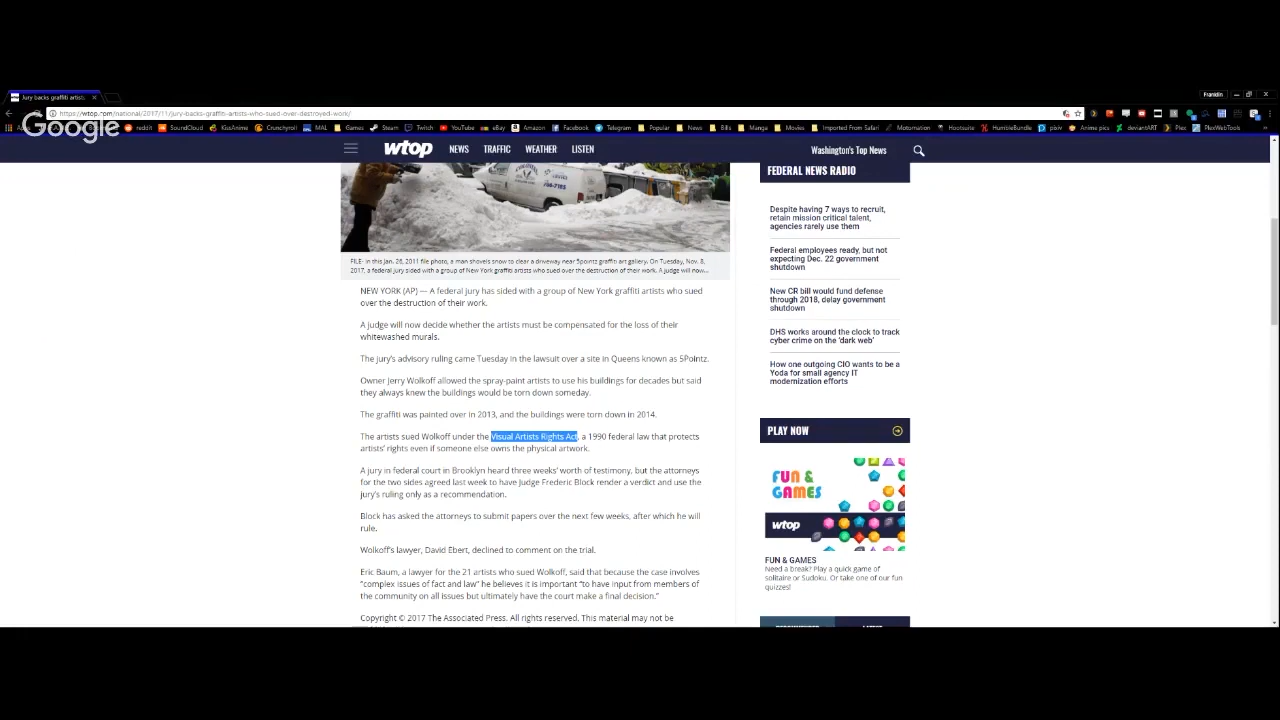 Jury backs graffiti artist
Franklin
https://wtop.com/national/2017/11/jury-backs-graffiti-artists-who-sued-over-destroyed-work/
Google
Apps
reddit
SoundCloud
KissAnime
Crunchyroll
MAL
Games
Steam
Twitch
YouTube
eBay
Amazon
Facebook
Telegram
Popular
News
Bills
Manga
Movies
Imported From Safari
Motomation
Hootsuite
HumbleBundle
pixiv
Anime pics
deviantART
Plex
PlexWebTools
wtop
NEWS
TRAFFIC
WEATHER
LISTEN
Washington's Top News
FILE- In this Jan. 26, 2011 file photo, a man shovels snow to clear a driveway near 5pointz graffiti art gallery. On Tuesday, Nov. 8,
2017, a federal jury sided with a group of New York graffiti artists who sued over the destruction of their work. A judge will now...
NEW YORK (AP) — A federal jury has sided with a group of New York graffiti artists who sued
over the destruction of their work.
A judge will now decide whether the artists must be compensated for the loss of their
whitewashed murals.
The jury's advisory ruling came Tuesday in the lawsuit over a site in Queens known as 5Pointz.
Owner Jerry Wolkoff allowed the spray-paint artists to use his buildings for decades but said
they always knew the buildings would be torn down someday.
The graffiti was painted over in 2013, and the buildings were torn down in 2014.
The artists sued Wolkoff under the Visual Artists Rights Act, a 1990 federal law that protects
artists' rights even if someone else owns the physical artwork.
A jury in federal court in Brooklyn heard three weeks' worth of testimony, but the attorneys
for the two sides agreed last week to have Judge Frederic Block render a verdict and use the
jury's ruling only as a recommendation.
Block has asked the attorneys to submit papers over the next few weeks, after which he will
rule.
Wolkoff's lawyer, David Ebert, declined to comment on the trial.
Eric Baum, a lawyer for the 21 artists who sued Wolkoff, said that because the case involves
"complex issues of fact and law" he believes it is important "to have input from members of
the community on all issues but ultimately have the court make a final decision."
Copyright © 2017 The Associated Press. All rights reserved. This material may not be
FEDERAL NEWS RADIO
Despite having 7 ways to recruit,
retain mission critical talent,
agencies rarely use them
Federal employees ready, but not
expecting Dec. 22 government
shutdown
New CR bill would fund defense
through 2018, delay government
shutdown
DHS works around the clock to track
cyber crime on the 'dark web'
How one outgoing CIO wants to be a
Yoda for small agency IT
modernization efforts
PLAY NOW
FUN &
GAMES
wtop
FUN & GAMES
Need a break? Play a quick game of
solitaire or Sudoku. Or take one of our fun
quizzes!